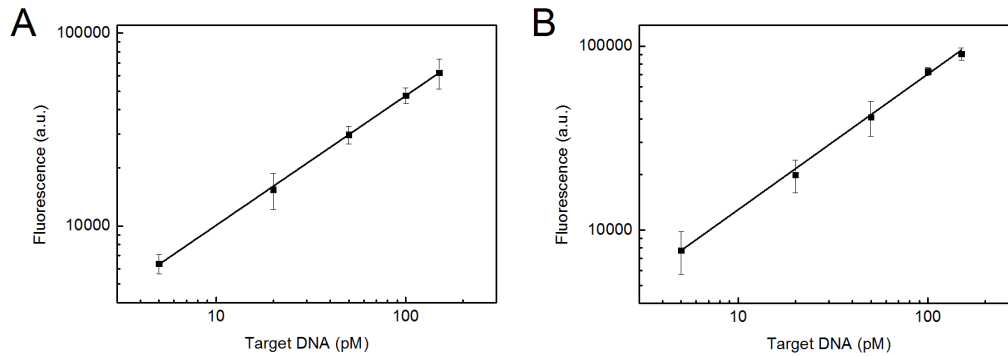 A
100000
10000
Fluorescence (a.u.)
10
100
Target DNA (pM)
B
100000
10000
Fluorescence (a.u.)
10
100
Target DNA (pM)